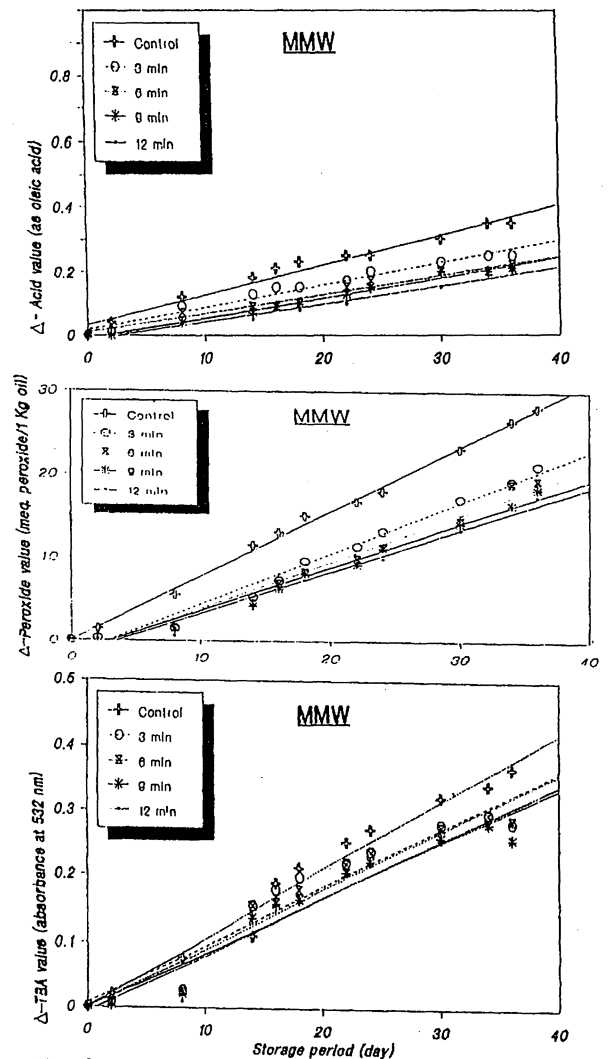 MMW
Control
3 min
6 min
9 min
12 min
Δ - Acid value (as oleic acid)
1
0.8
0.6
0.4
0.2
0
0 10 20 30 40
MMW
Control
3 min
6 min
9 min
12 min
Δ-Peroxide value (meq. peroxide/1 Kg oil)
30
20
10
0
0 10 20 30 40
MMW
Control
3 min
6 min
9 min
12 min
Δ-TBA value (absorbance at 532 nm)
0.5
0.4
0.3
0.2
0.1
0
0 10 20 30 40
Storage period (day)